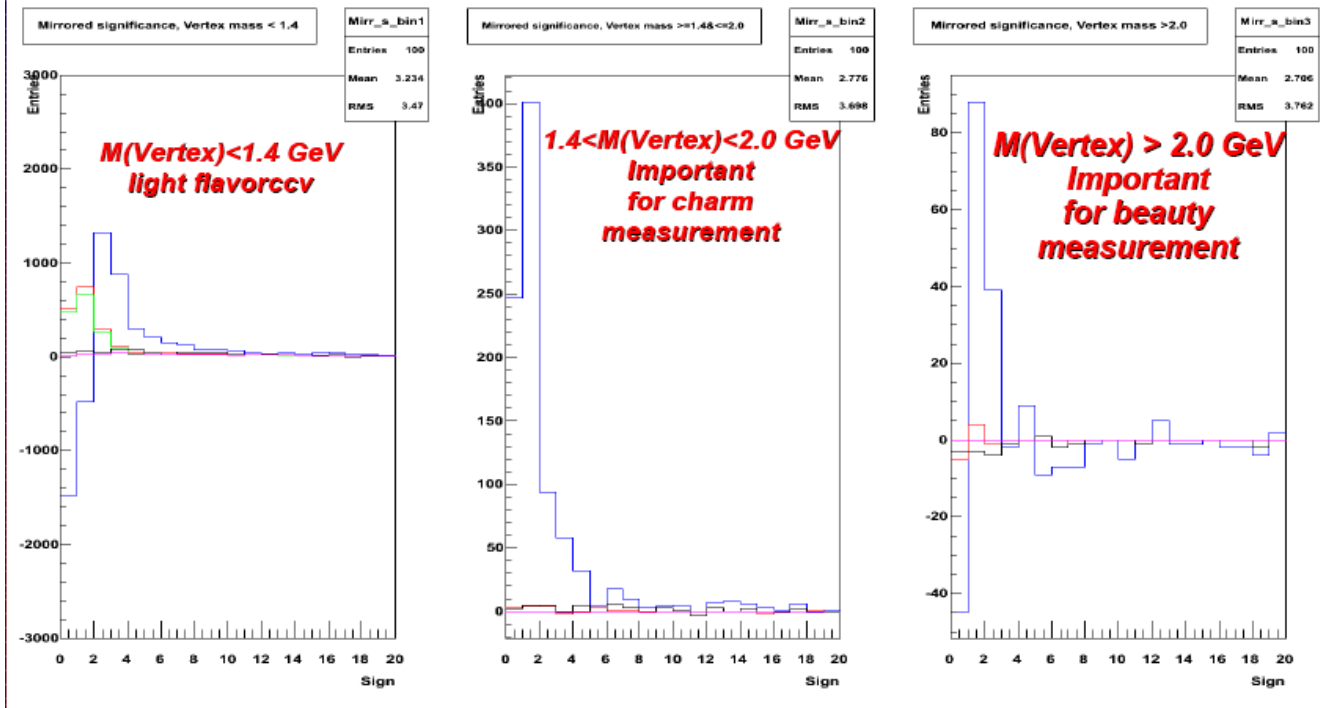 Mirrored significance, Vertex mass < 1.4
Mirr_s_bin1
Entries 100
Mean 3.234
RMS 3.47
Entries
3000
2000
1000
0
-1000
-2000
-3000
0 2 4 6 8 10 12 14 16 18 20
Sign
M(Vertex)<1.4 GeV
light flavorccv
Mirrored significance, Vertex mass >=1.4&<=2.0
Mirr_s_bin2
Entries 100
Mean 2.776
RMS 3.698
Entries
400
350
300
250
200
150
100
50
0
0 2 4 6 8 10 12 14 16 18 20
Sign
1.4<M(Vertex)<2.0 GeV
Important
for charm
measurement
Mirrored significance, Vertex mass >2.0
Mirr_s_bin3
Entries 100
Mean 2.706
RMS 3.762
Entries
80
60
40
20
0
-20
-40
0 2 4 6 8 10 12 14 16 18 20
Sign
M(Vertex) > 2.0 GeV
Important
for beauty
measurement